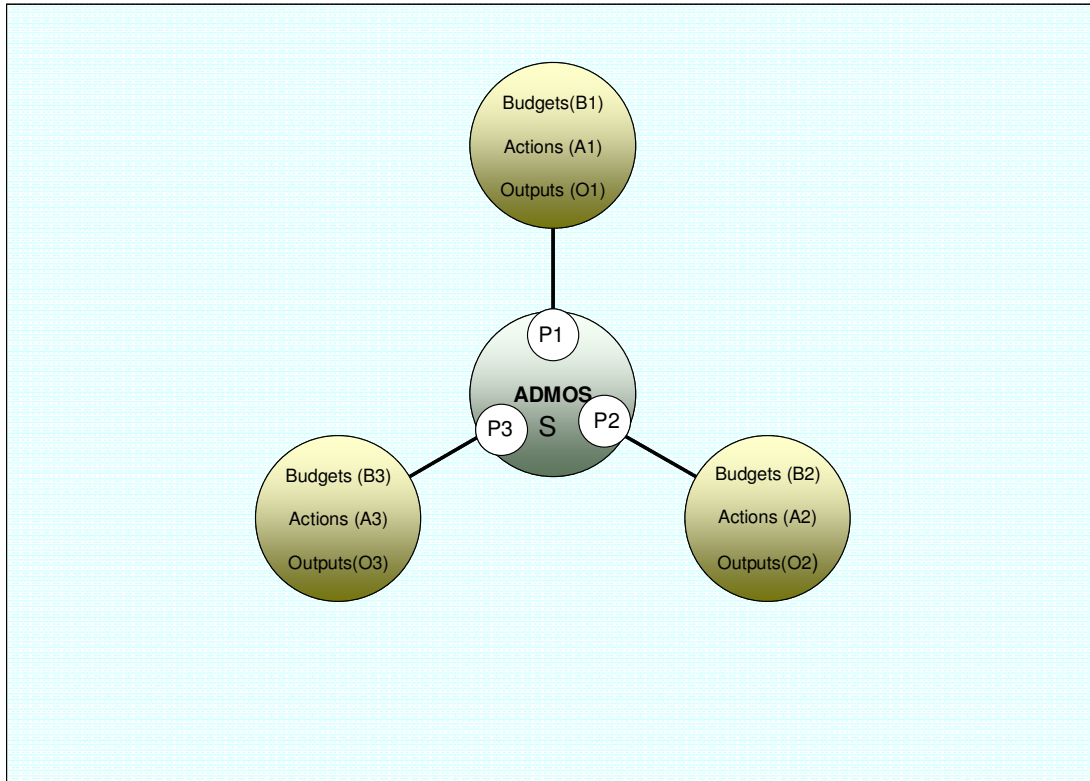 Budgets(B1)
Actions (A1)
Outputs (O1)
P1
ADMOS
S
P2
P3
Budgets (B3)
Actions (A3)
Outputs(O3)
Budgets (B2)
Actions (A2)
Outputs(O2)